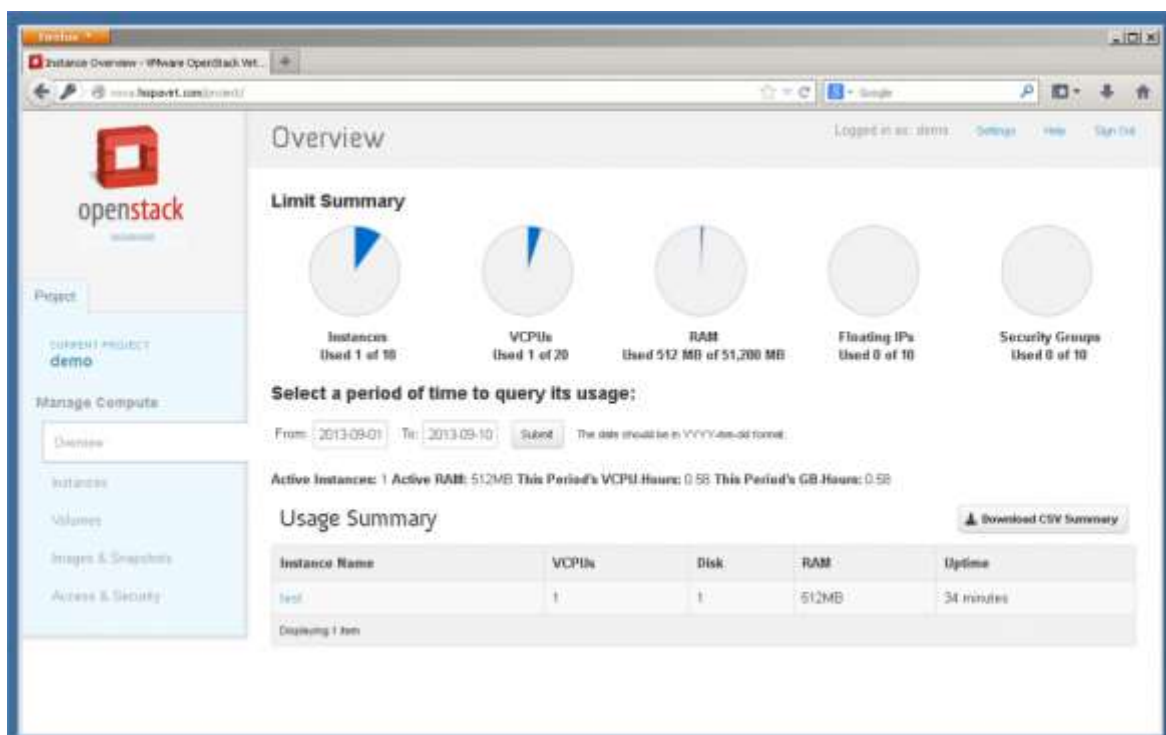 Firefox
Instance Overview - VMware OpenStack Vet...
Google
Overview
Logged in as: demo Settings Help Sign Out
openstack
DASHBOARD
Limit Summary
Project
CURRENT PROJECT
demo
Instances
Used 1 of 10
VCPUs
Used 1 of 20
RAM
Used 512 MB of 51,200 MB
Floating IPs
Used 0 of 10
Security Groups
Used 0 of 10
Manage Compute
Overview
Instances
Volumes
Images & Snapshots
Access & Security
Select a period of time to query its usage:
From: 2013-09-01 To: 2013-09-10 Submit The date should be in YYYY-mm-dd format.
Active Instances: 1 Active RAM: 512MB This Period's VCPU-Hours: 0.58 This Period's GB-Hours: 0.58
Usage Summary
Download CSV Summary
Instance Name VCPUs Disk RAM Uptime
test 1 1 512MB 34 minutes
Displaying 1 item